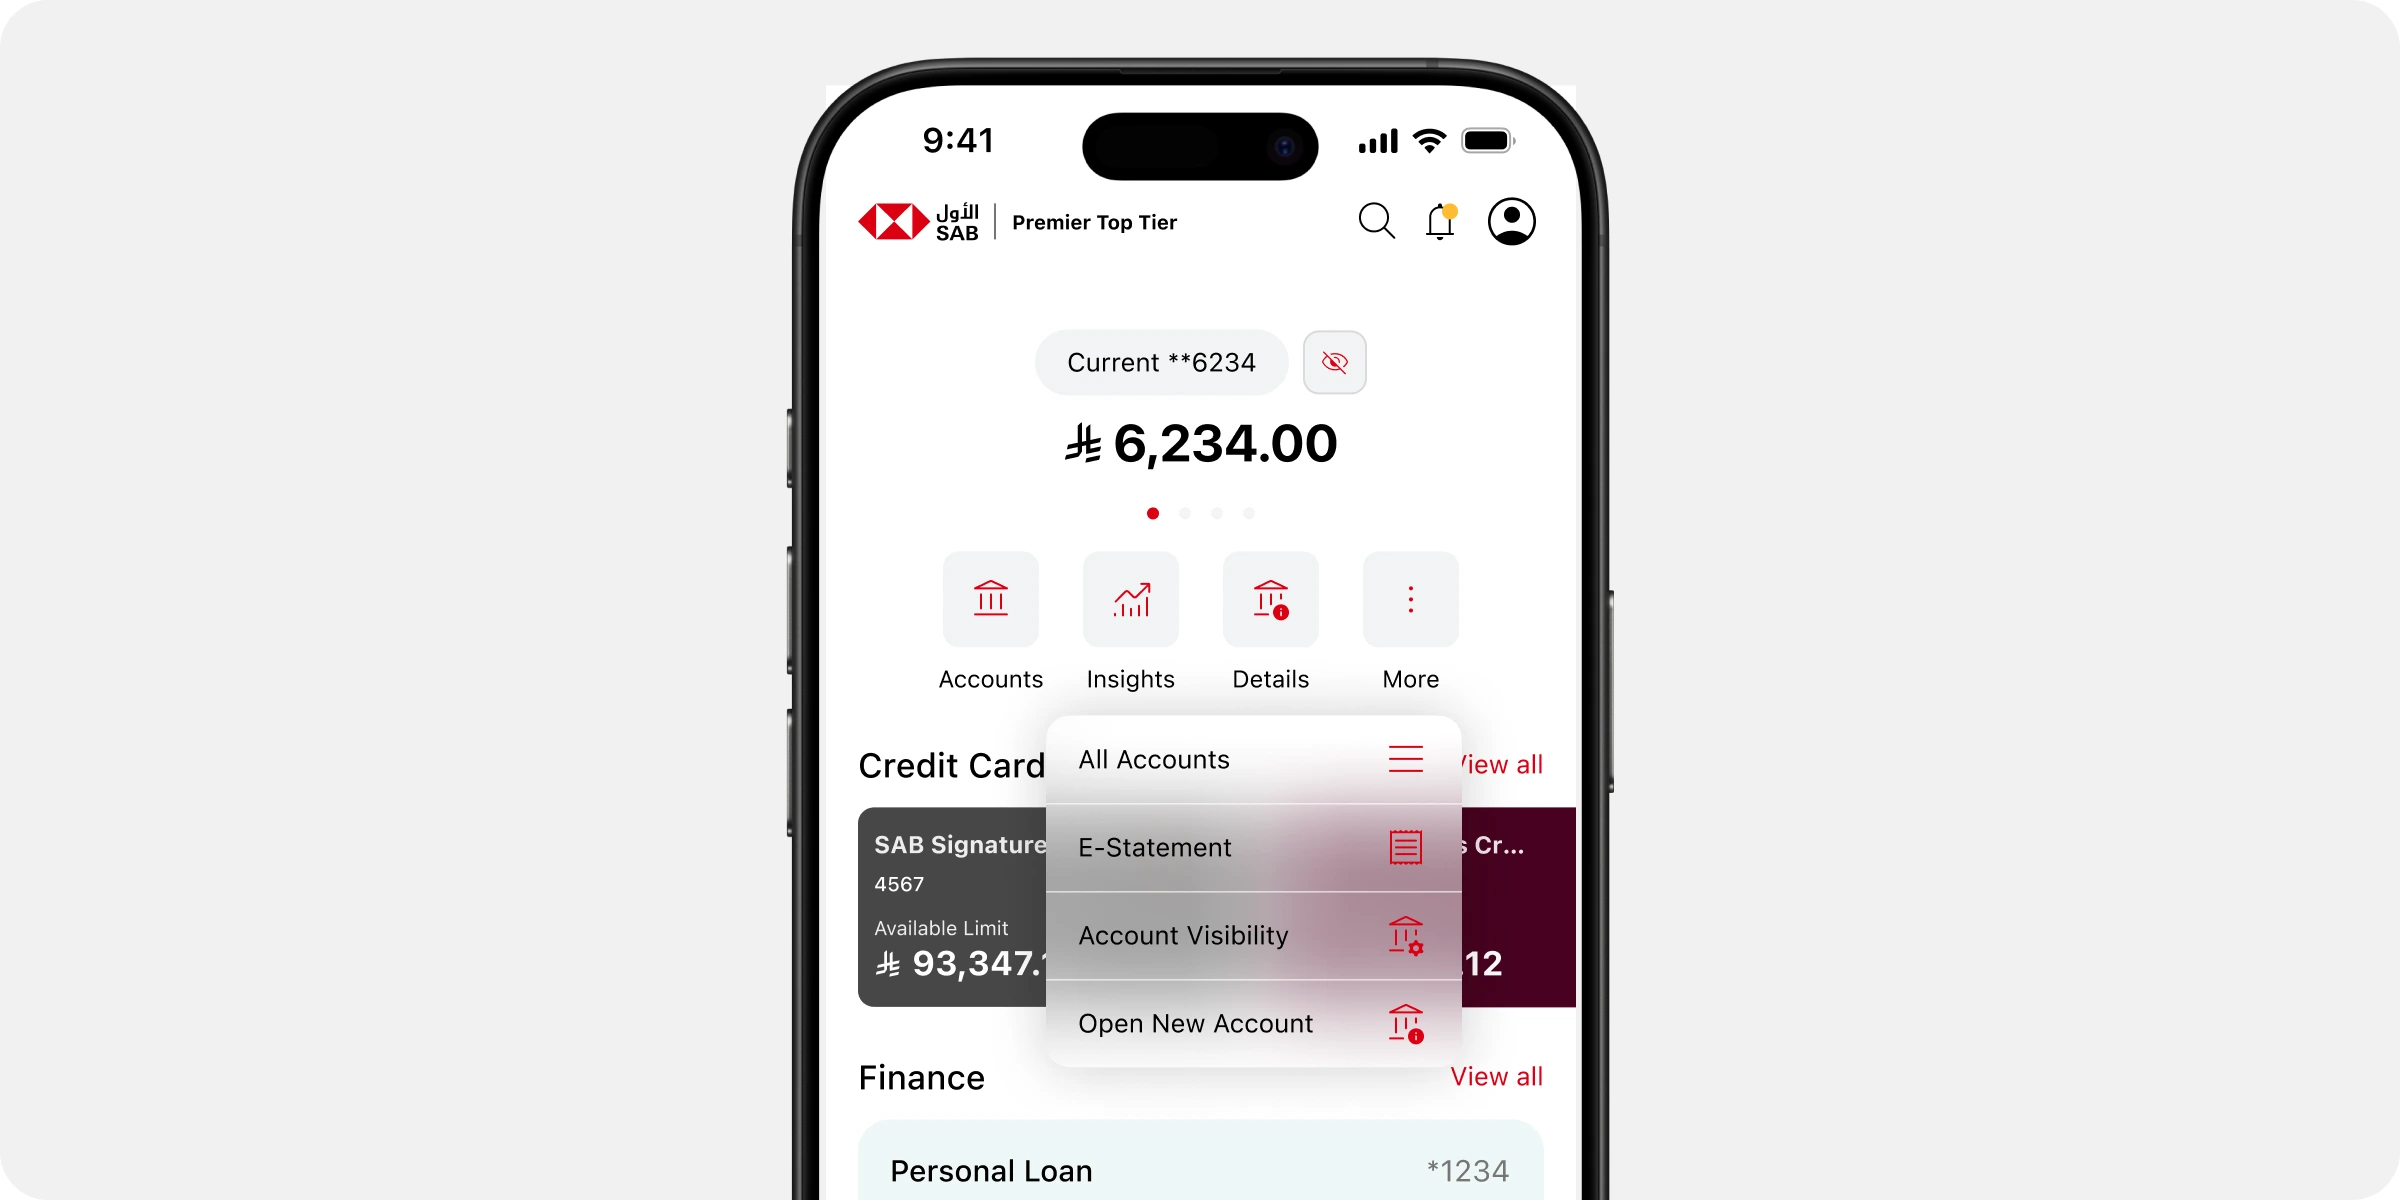 9:41
الأول
SAB
Premier Top Tier
Current **6234
6,234.00
Accounts
Insights
Details
More
Credit Card
View all
All Accounts
E-Statement
Account Visibility
Open New Account
SAB Signature
4567
Available Limit
93,347.
s Cr...
.12
Finance
View all
Personal Loan
*1234